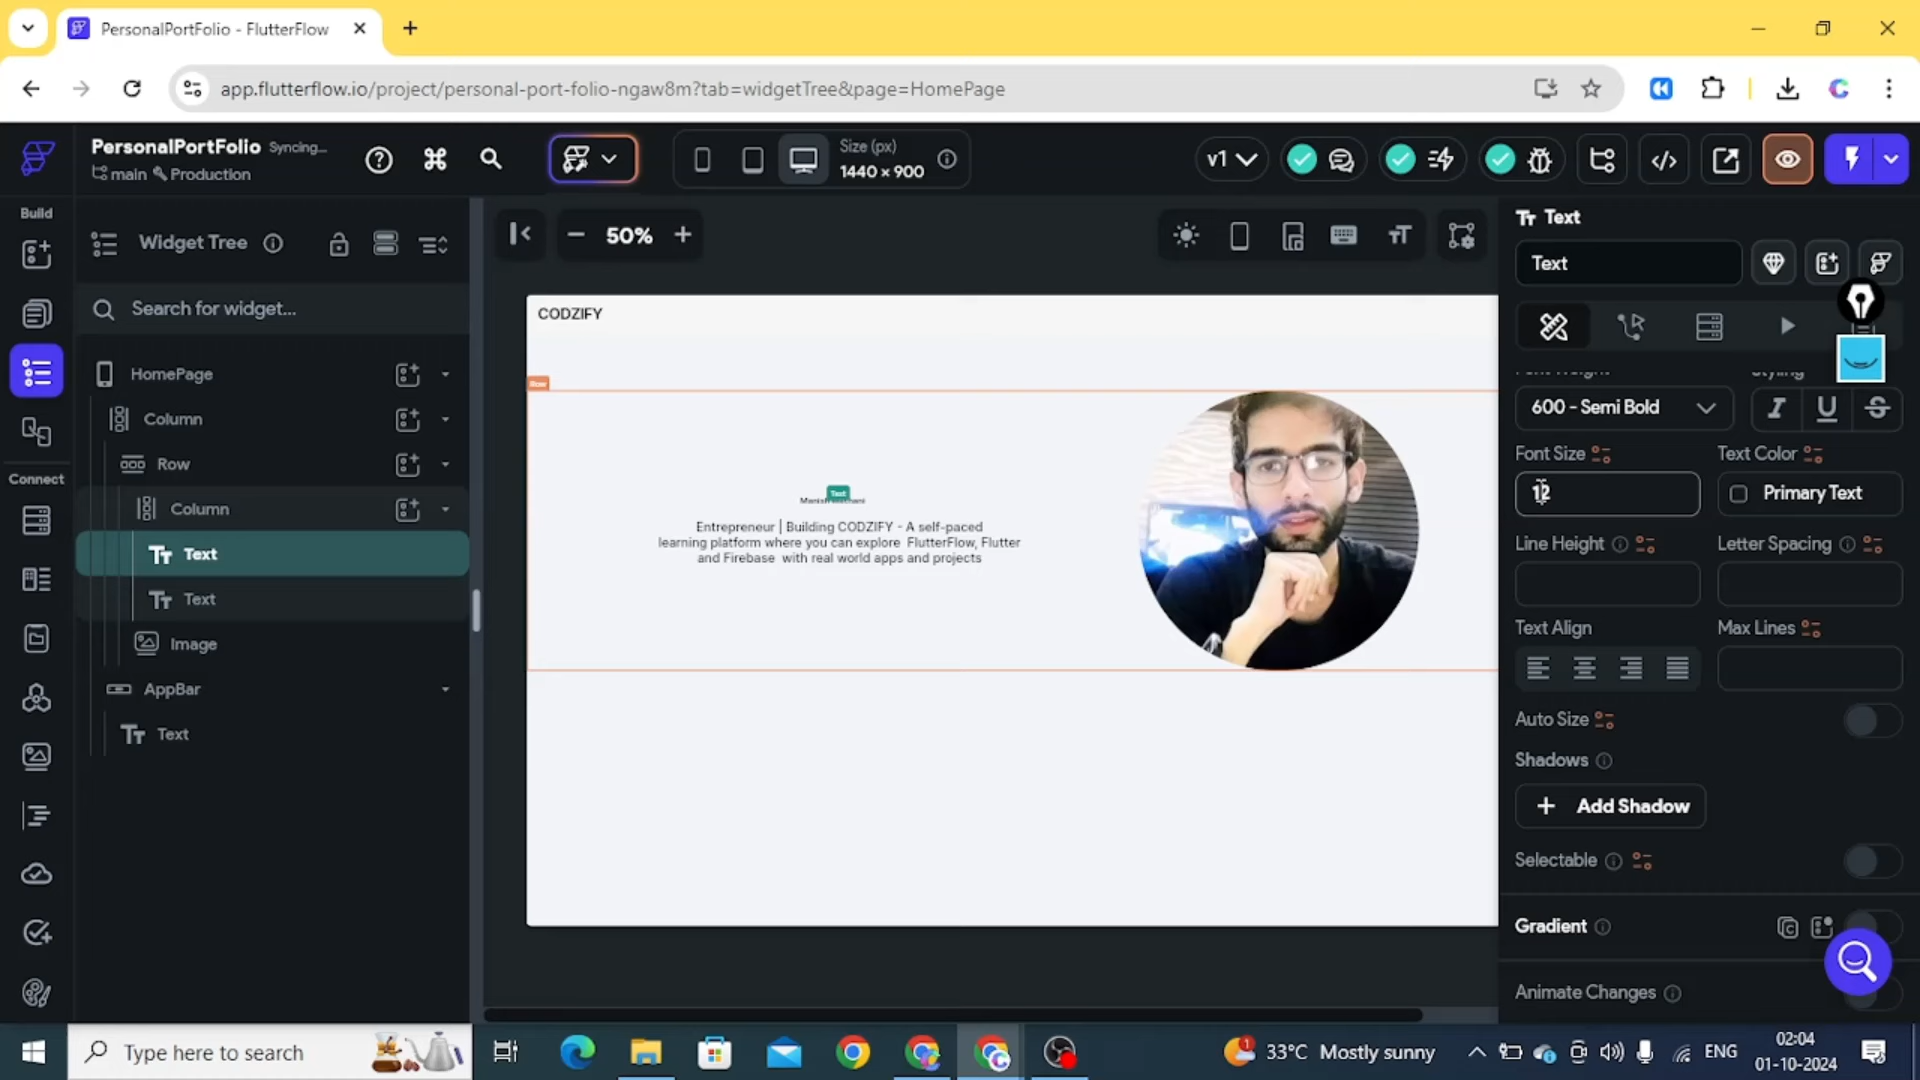 PersonalPortFolio - FlutterFlow
app.flutterflow.io/project/personal-port-folio-ngaw8m?tab=widgetTree&page=HomePage
PersonalPortFolio Syncing...
main Production
Size (px)
1440 × 900
v1
Build
Connect
Widget Tree
Search for widget...
HomePage
Column
Row
Column
Text
Text
Image
AppBar
Text
50%
CODZIFY
Row
Text
Entrepreneur | Building CODZIFY - A self-paced
learning platform where you can explore FlutterFlow, Flutter
and Firebase with real world apps and projects
Text
Text
600 - Semi Bold
Styling
Font Size
Text Color
12
Primary Text
Line Height
Letter Spacing
Text Align
Max Lines
Auto Size
Shadows
+ Add Shadow
Selectable
Gradient
Animate Changes
Type here to search
1
33°C Mostly sunny
ENG
02:04
01-10-2024